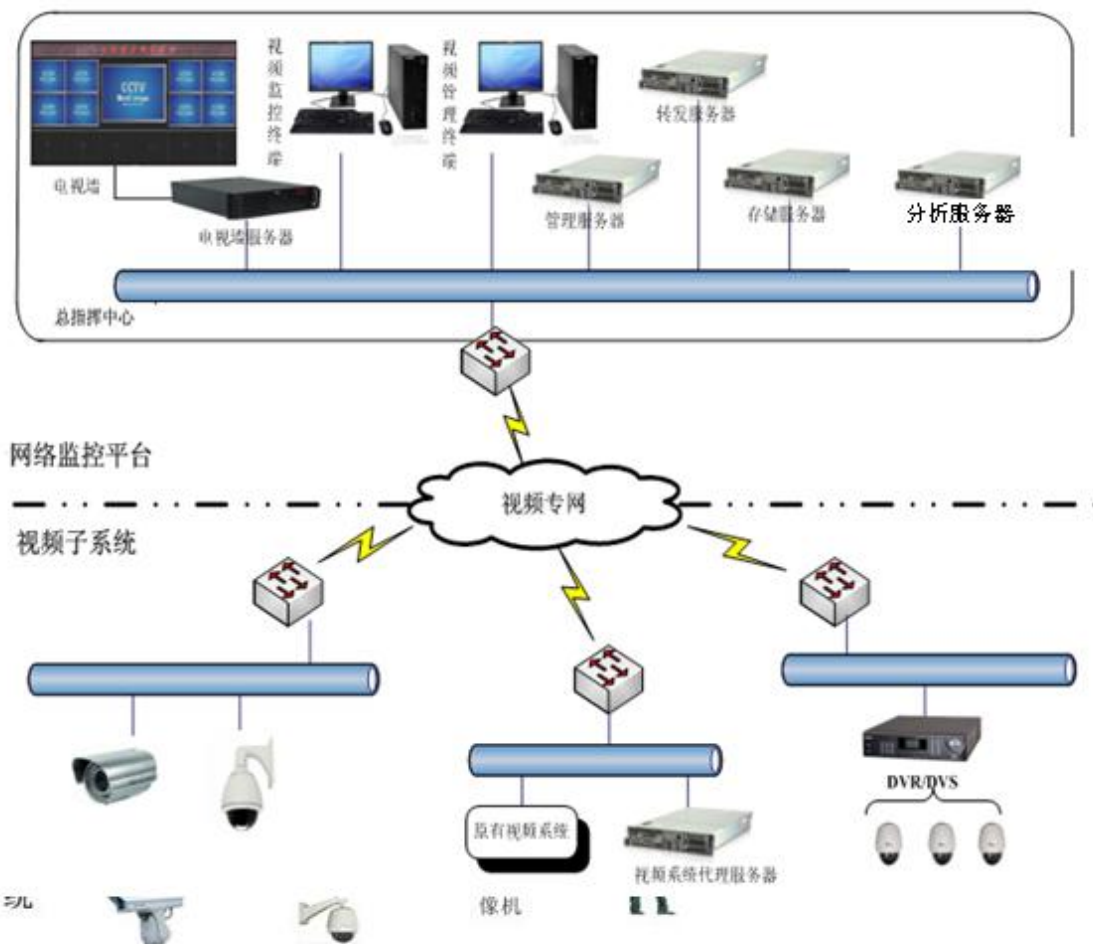 视频监控终端
视频管理终端
转发服务器
电视墙
电视墙服务器
管理服务器
存储服务器
分析服务器
总指挥中心
网络监控平台
视频专网
视频子系统
DVR/DVS
原有视频系统
视频系统代理服务器
像机